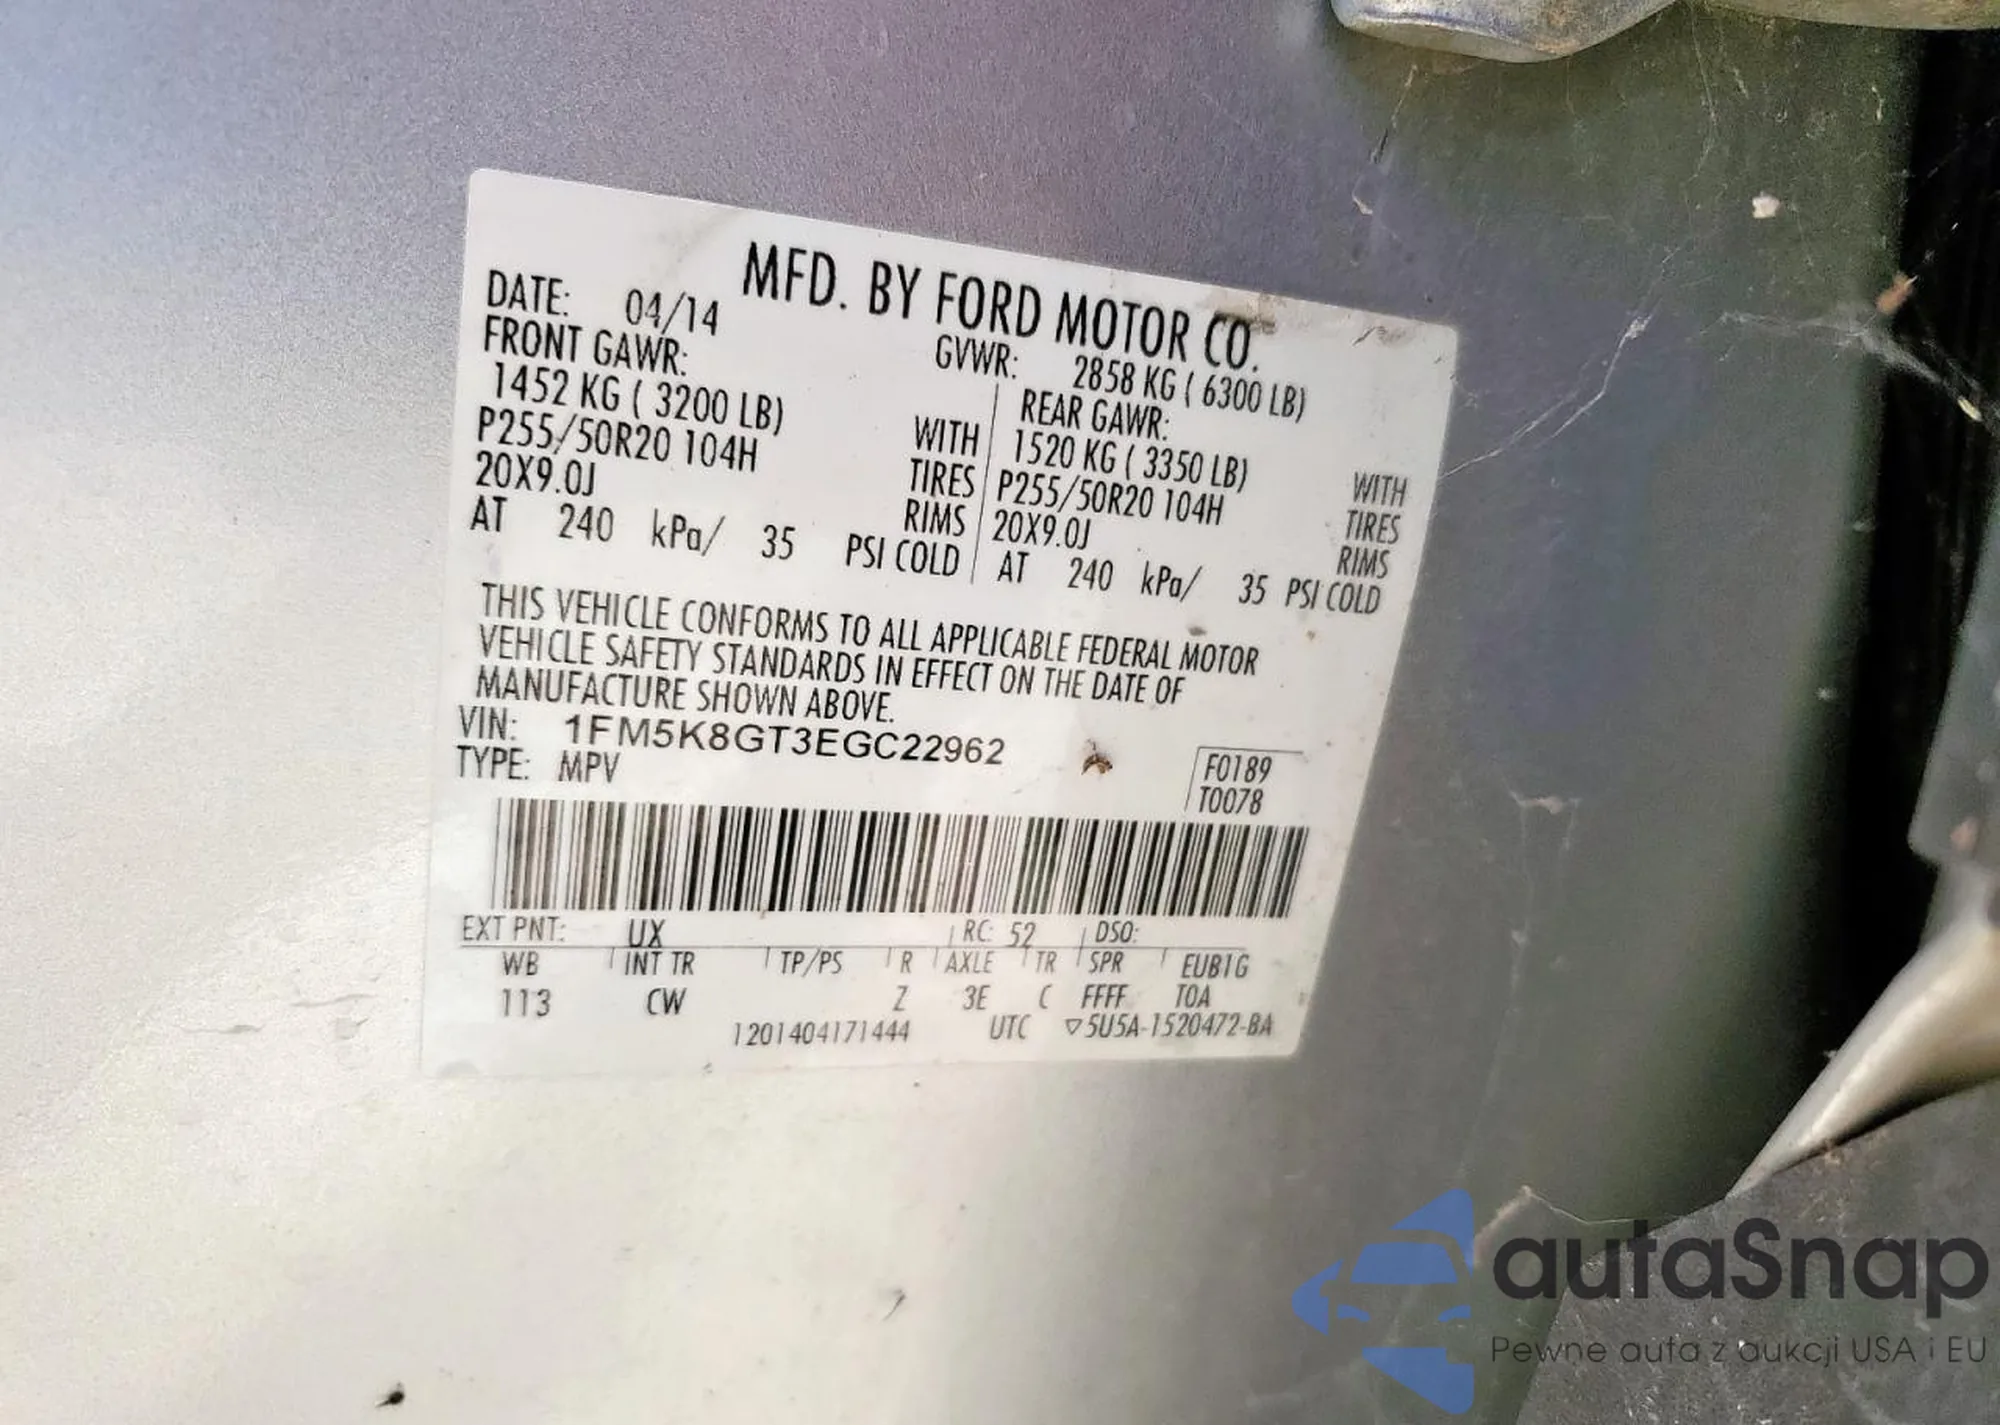 MFD. BY FORD MOTOR CO.
DATE: 04/14 GVWR: 2858 KG ( 6300 LB)
FRONT GAWR: REAR GAWR:
1452 KG ( 3200 LB) WITH 1520 KG ( 3350 LB) WITH
P255/50R20 104H TIRES P255/50R20 104H TIRES
20X9.0J RIMS 20X9.0J RIMS
AT 240 kPa/ 35 PSI COLD AT 240 kPa/ 35 PSI COLD
THIS VEHICLE CONFORMS TO ALL APPLICABLE FEDERAL MOTOR
VEHICLE SAFETY STANDARDS IN EFFECT ON THE DATE OF
MANUFACTURE SHOWN ABOVE.
VIN: 1FM5K8GT3EGC22962
TYPE: MPV
F0189
T0078
EXT PNT: UX RC: 52 DSO:
WB INT TR TP/PS R AXLE TR SPR EUB1G
113 CW Z 3E C FFFF T0A
1201404171444 UTC ▽5U5A-1520472-BA
autaSnap
Pewne auta z aukcji USA i EU